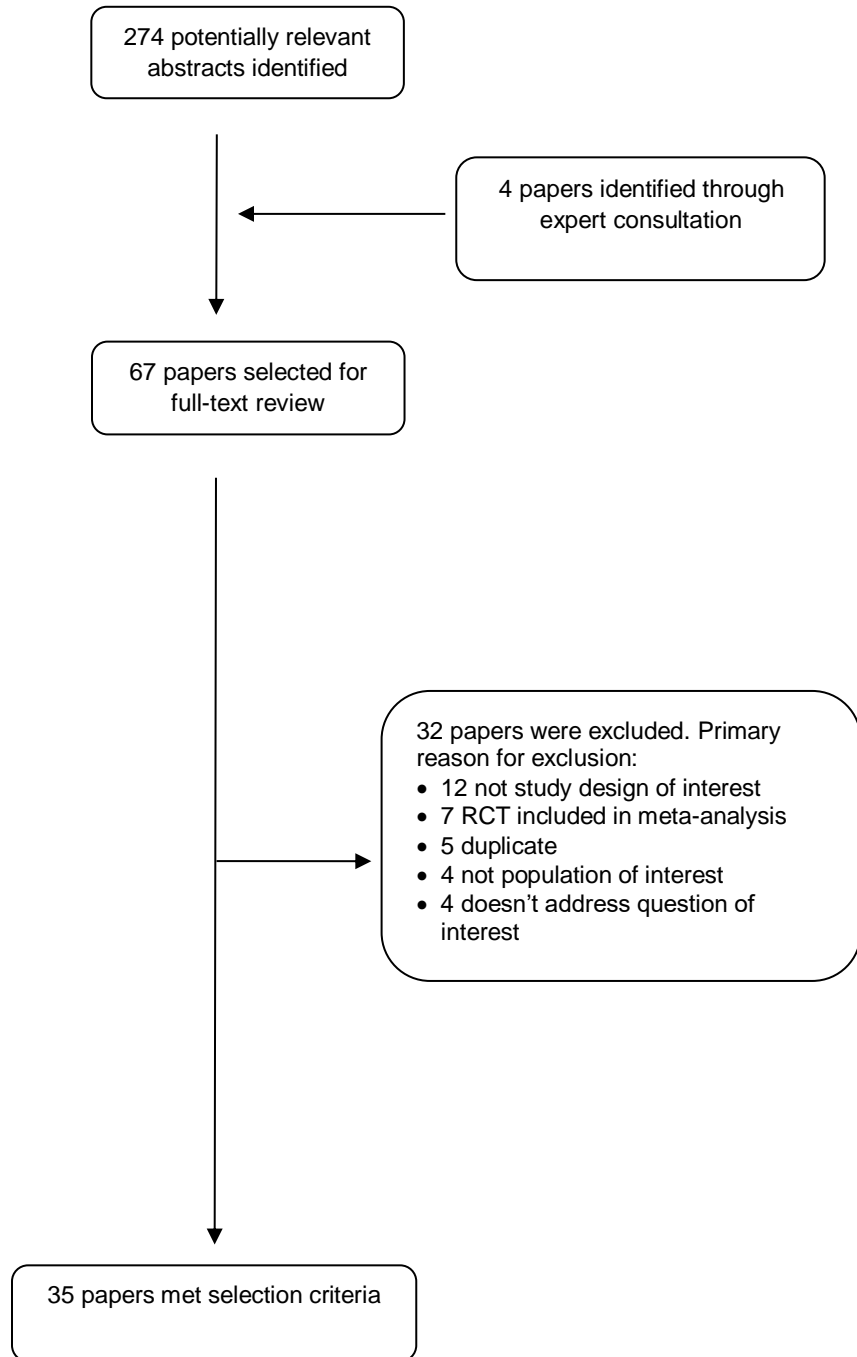 274 potentially relevant
abstracts identified
4 papers identified through
expert consultation
67 papers selected for
full-text review
32 papers were excluded. Primary
reason for exclusion:
• 12 not study design of interest
• 7 RCT included in meta-analysis
• 5 duplicate
• 4 not population of interest
• 4 doesn't address question of
interest
35 papers met selection criteria